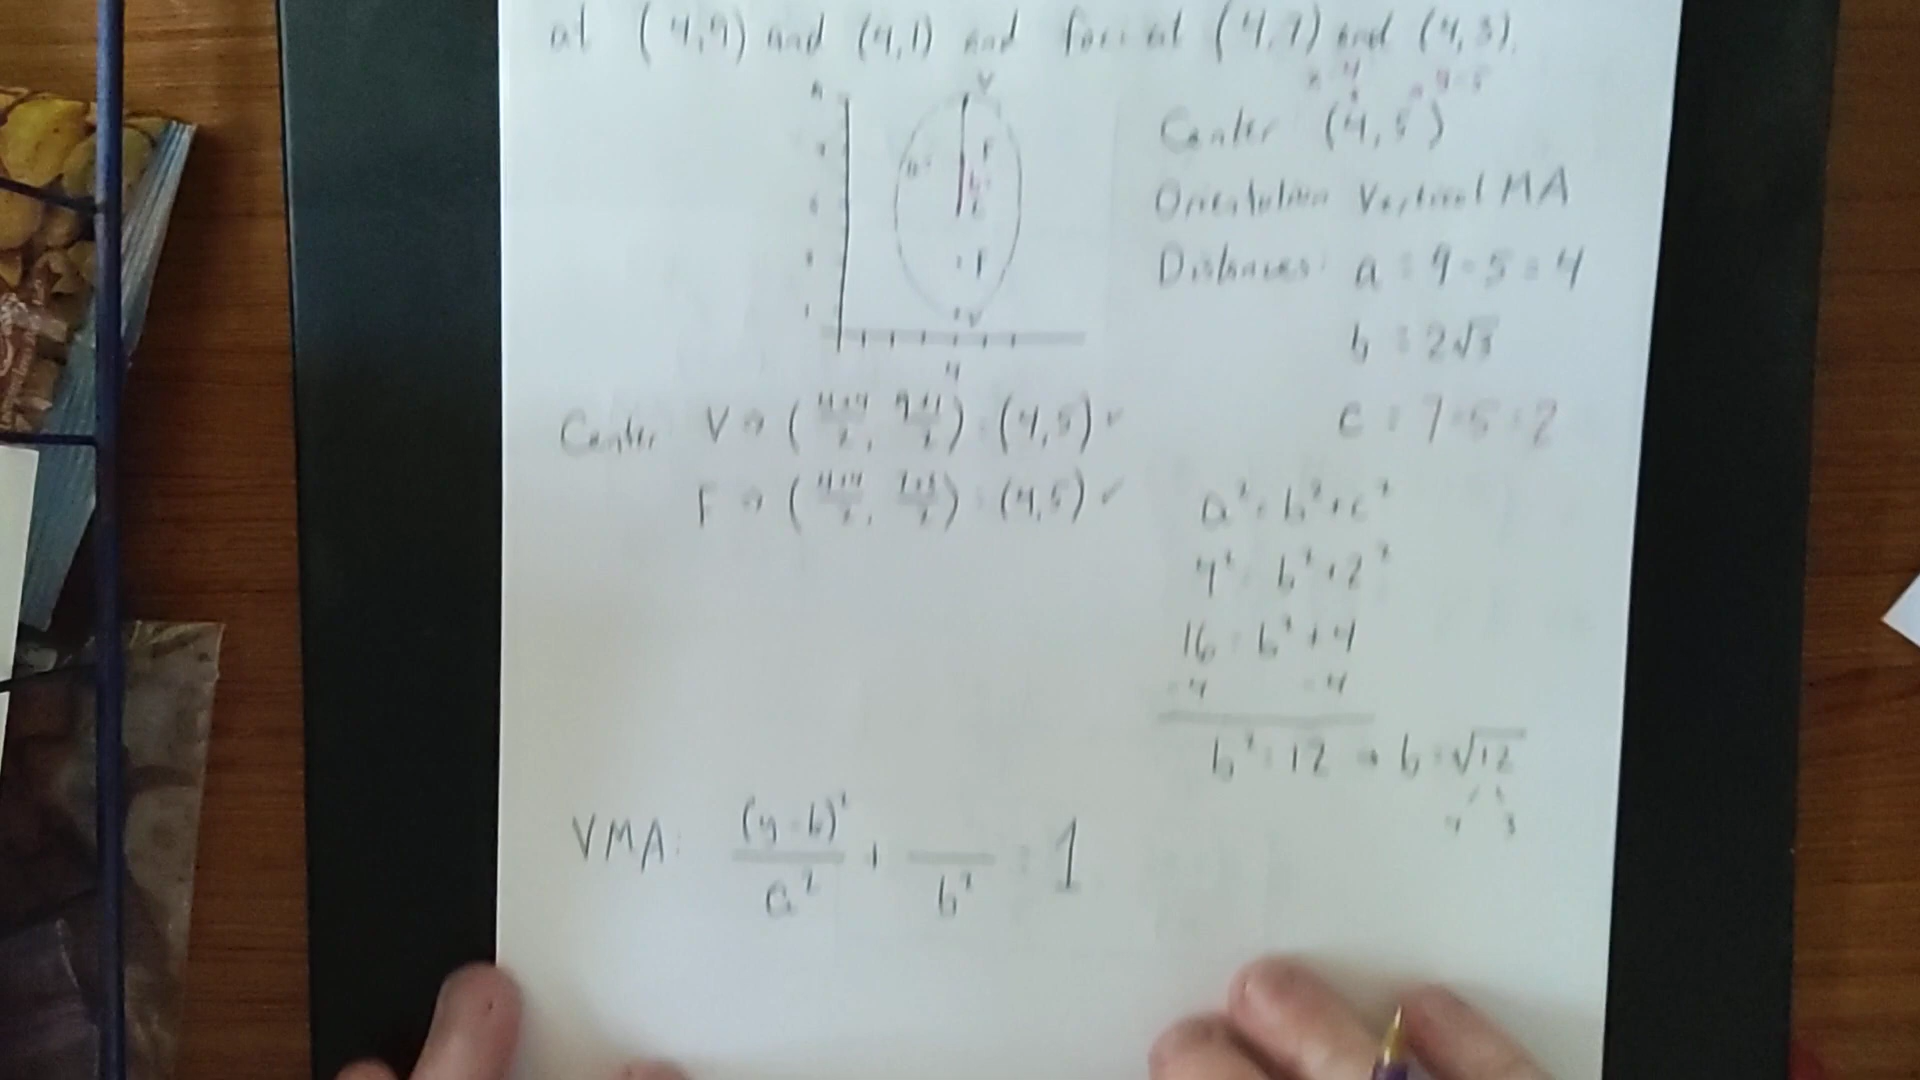 at (4,9) and (4,1) and foci at (4,7) and (4,3).
V
F
F
V
4
Center (4,5)
Orientation Vertical MA
Distances: a = 9-5 = 4
b = 2√3
c = 7-5 = 2
Center V → (4+4/2, 9+1/2) = (4,5) ✓
F → (4+4/2, 7+3/2) = (4,5) ✓
a² = b² + c²
4² = b² + 2²
16 = b² + 4
-4 -4
b² = 12 → b = √12
4 3
VMA: (y-k)²/a² + /b² = 1